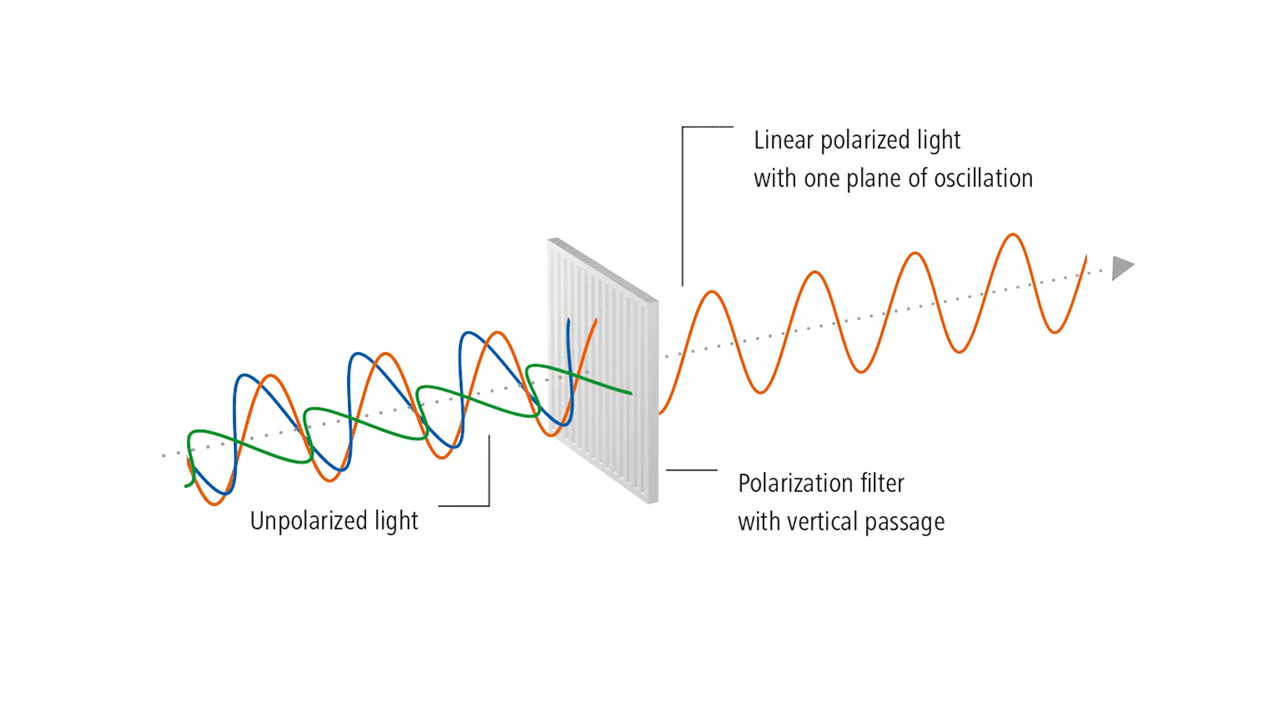 Linear polarized light
with one plane of oscillation
Unpolarized light
Polarization filter
with vertical passage